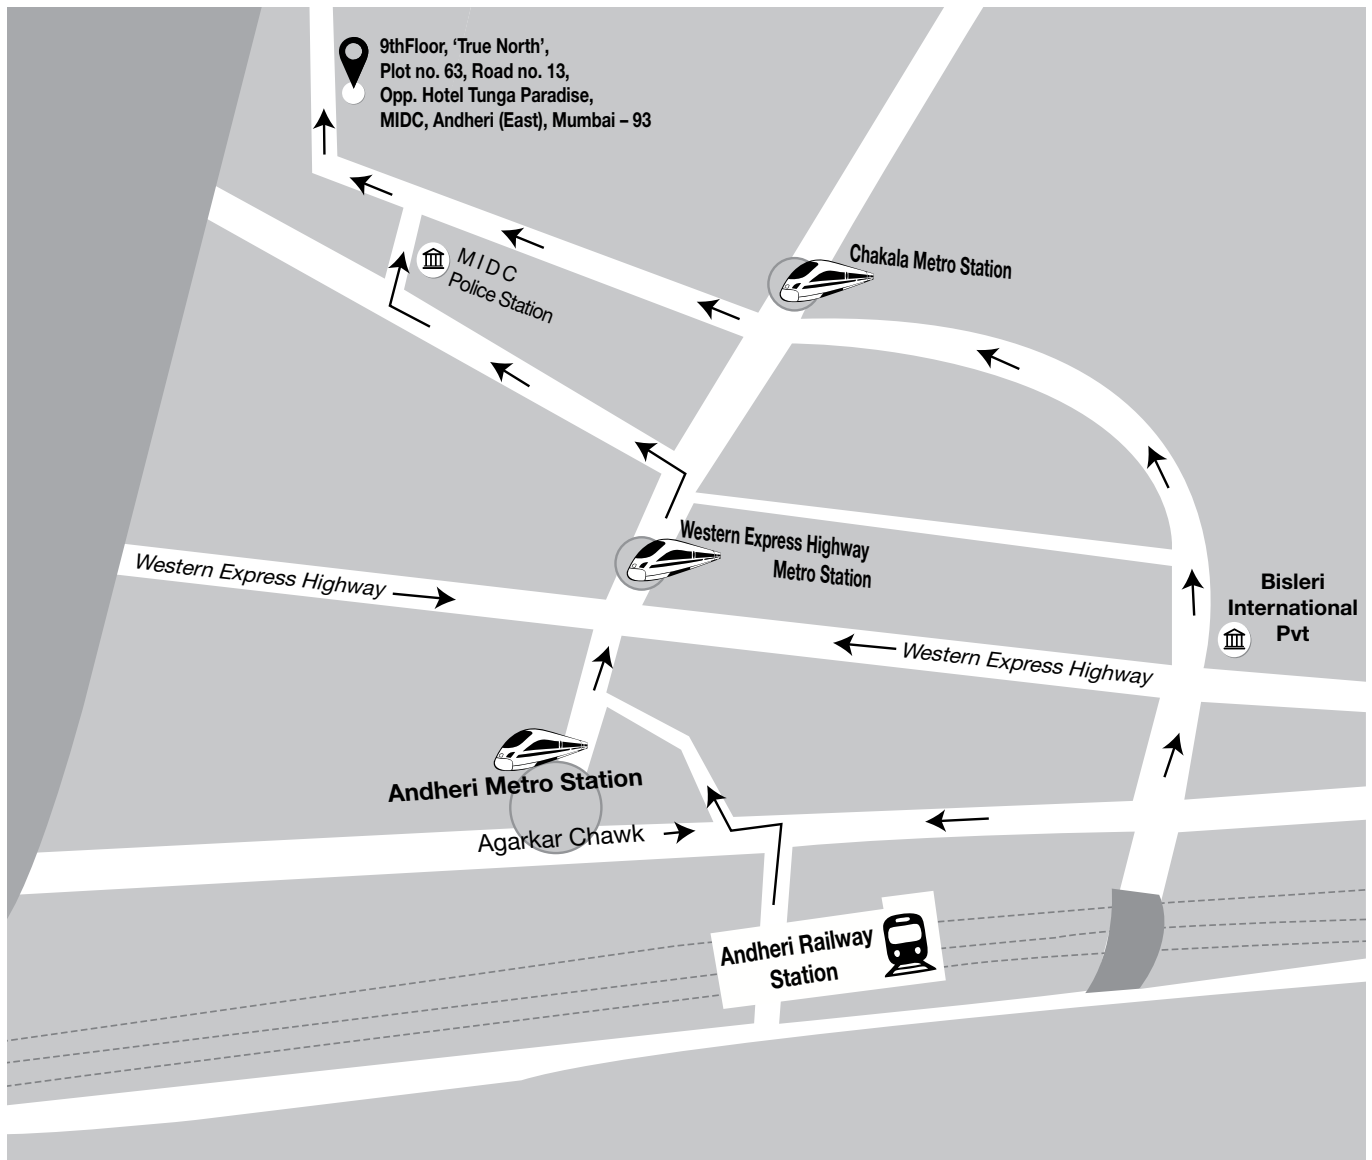 9thFloor, ‘True North’,
Plot no. 63, Road no. 13,
Opp. Hotel Tunga Paradise,
MIDC, Andheri (East), Mumbai – 93
Chakala Metro Station
MIDC
Police Station
Western Express Highway
Metro Station
Western Express Highway
Bisleri
International
Pvt
Western Express Highway
Andheri Metro Station
Agarkar Chawk
Andheri Railway
Station